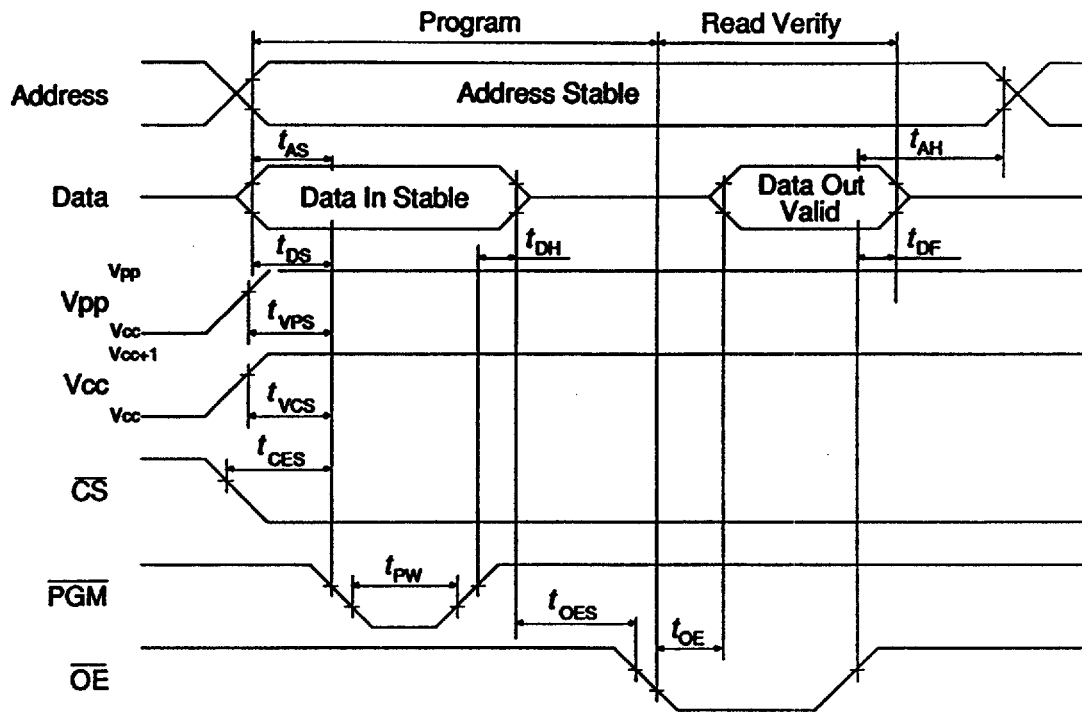 Program Read Verify
Address Address Stable
tAS tAH
Data Data In Stable Data Out
Valid
tDS tDH tDF
Vpp
Vpp
Vcc tVPS
Vcc+1
Vcc
Vcc tVCS
tCES
CS
PGM tPW
tOES tOE
OE